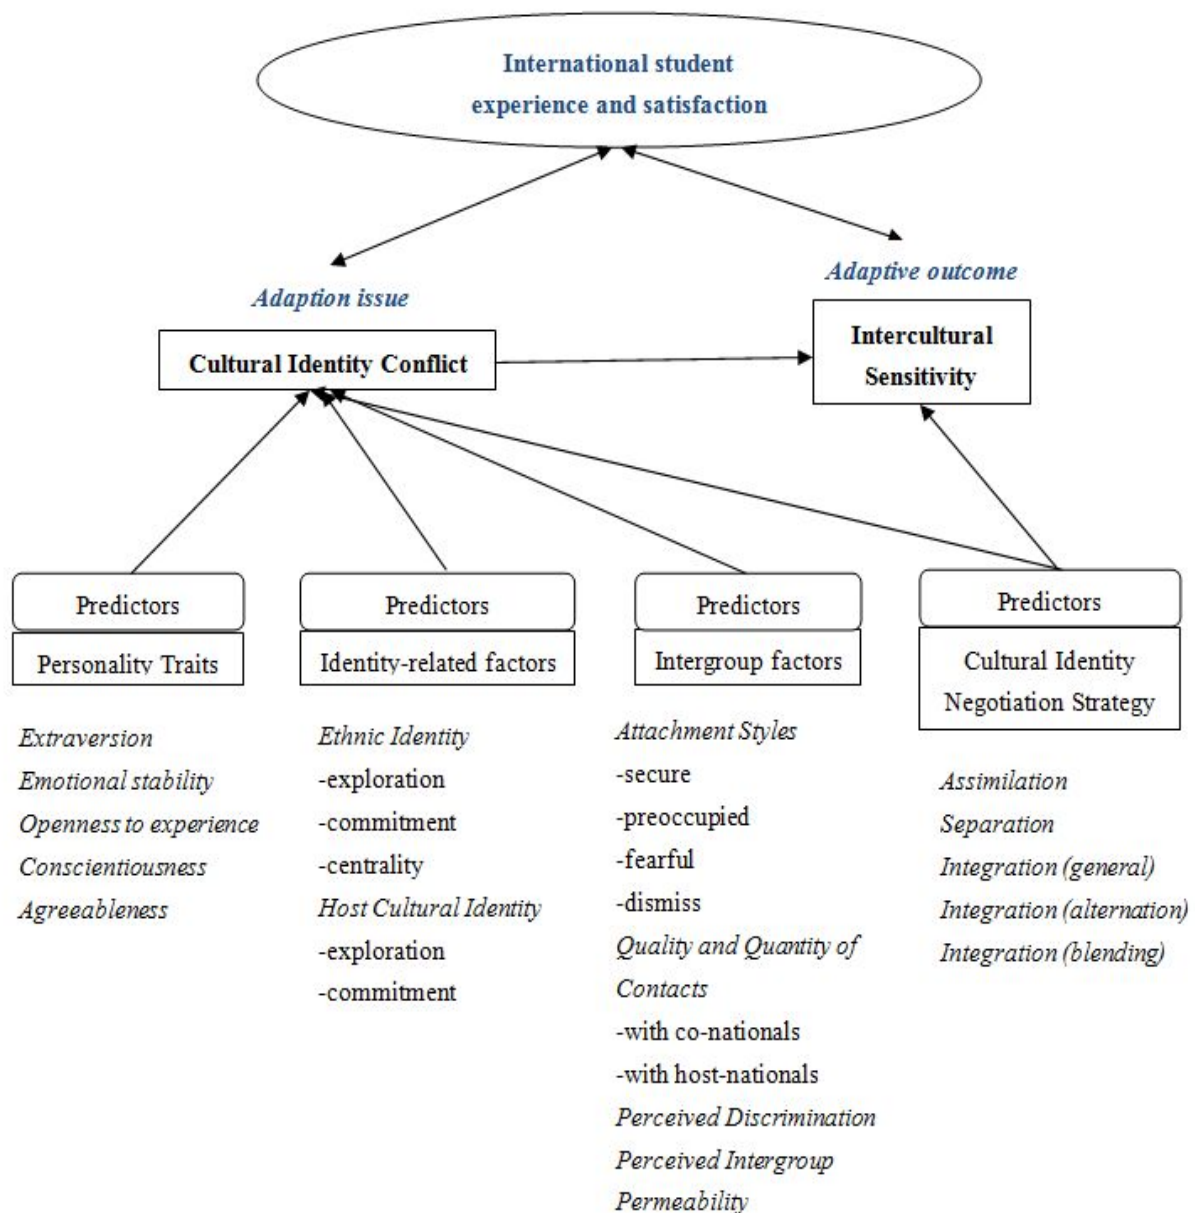 International student
experience and satisfaction
Adaption issue
Adaptive outcome
Cultural Identity Conflict
Intercultural
Sensitivity
Predictors
Personality Traits
Extraversion
Emotional stability
Openness to experience
Conscientiousness
Agreeableness
Predictors
Identity-related factors
Ethnic Identity
-exploration
-commitment
-centrality
Host Cultural Identity
-exploration
-commitment
Predictors
Intergroup factors
Attachment Styles
-secure
-preoccupied
-fearful
-dismiss
Quality and Quantity of
Contacts
-with co-nationals
-with host-nationals
Perceived Discrimination
Perceived Intergroup
Permeability
Predictors
Cultural Identity
Negotiation Strategy
Assimilation
Separation
Integration (general)
Integration (alternation)
Integration (blending)